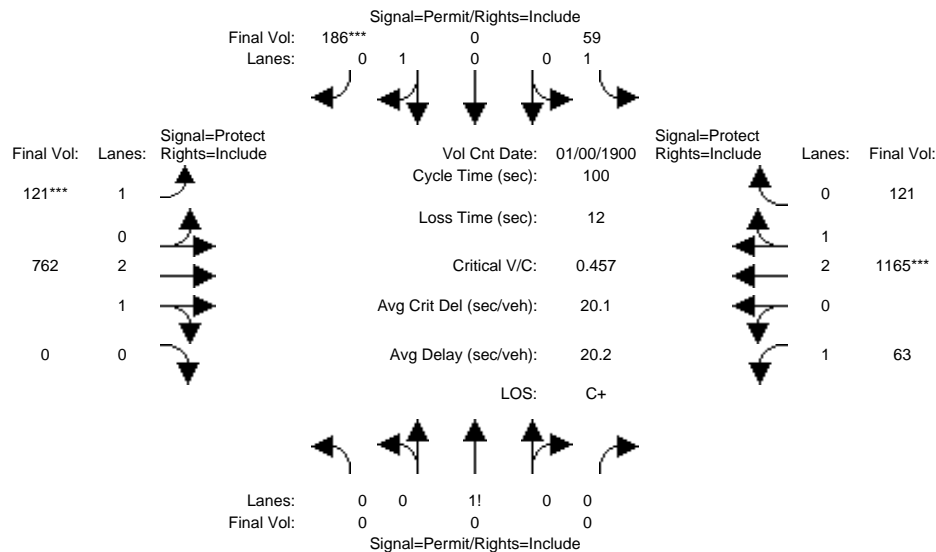 Signal=Permit/Rights=Include
Final Vol: 186*** 0 59
Lanes: 0 1 0 0 1
Signal=Protect
Final Vol: Lanes: Rights=Include
Vol Cnt Date: 01/00/1900
Signal=Protect
Rights=Include Lanes: Final Vol:
Cycle Time (sec): 100
121*** 1
0 121
Loss Time (sec): 12
0
1
762 2
Critical V/C: 0.457
2 1165***
1
Avg Crit Del (sec/veh): 20.1
0
0 0
Avg Delay (sec/veh): 20.2
1 63
LOS: C+
Lanes: 0 0 1! 0 0
Final Vol: 0 0 0
Signal=Permit/Rights=Include